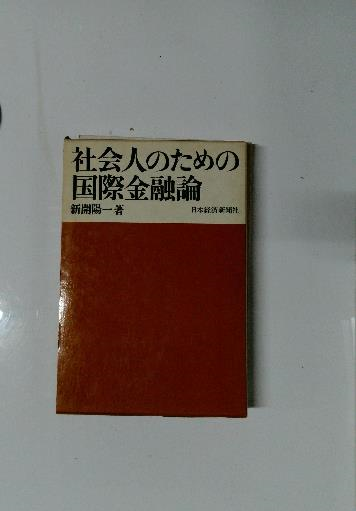 社会人のための
国際金融論
新開陽一著
日本経済新聞社